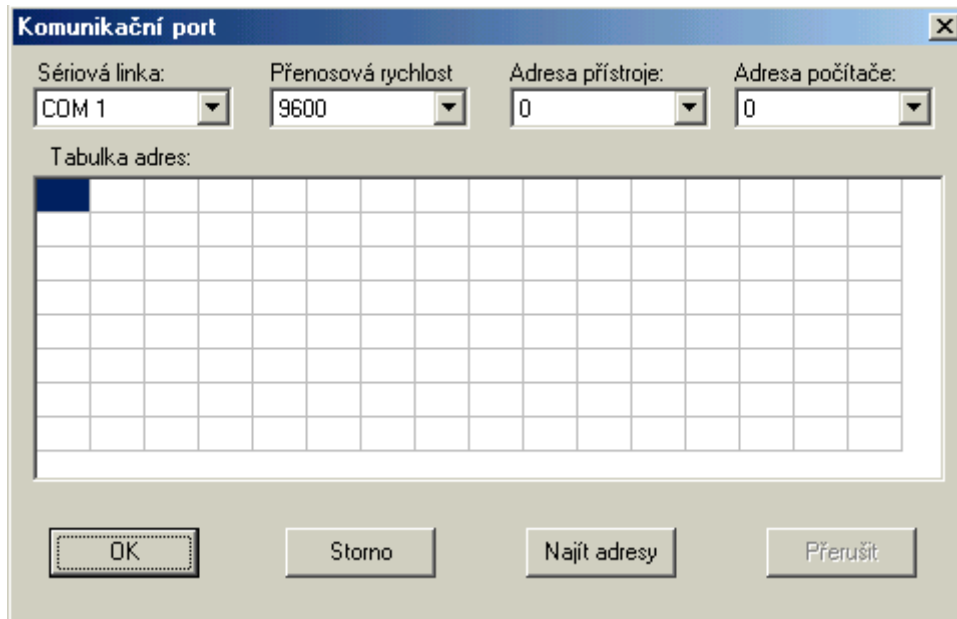 Komunikační port
Sériová linka: Přenosová rychlost Adresa přístroje: Adresa počítače:
COM 1 9600 0 0
Tabulka adres:
OK Storno Najít adresy Přerušit